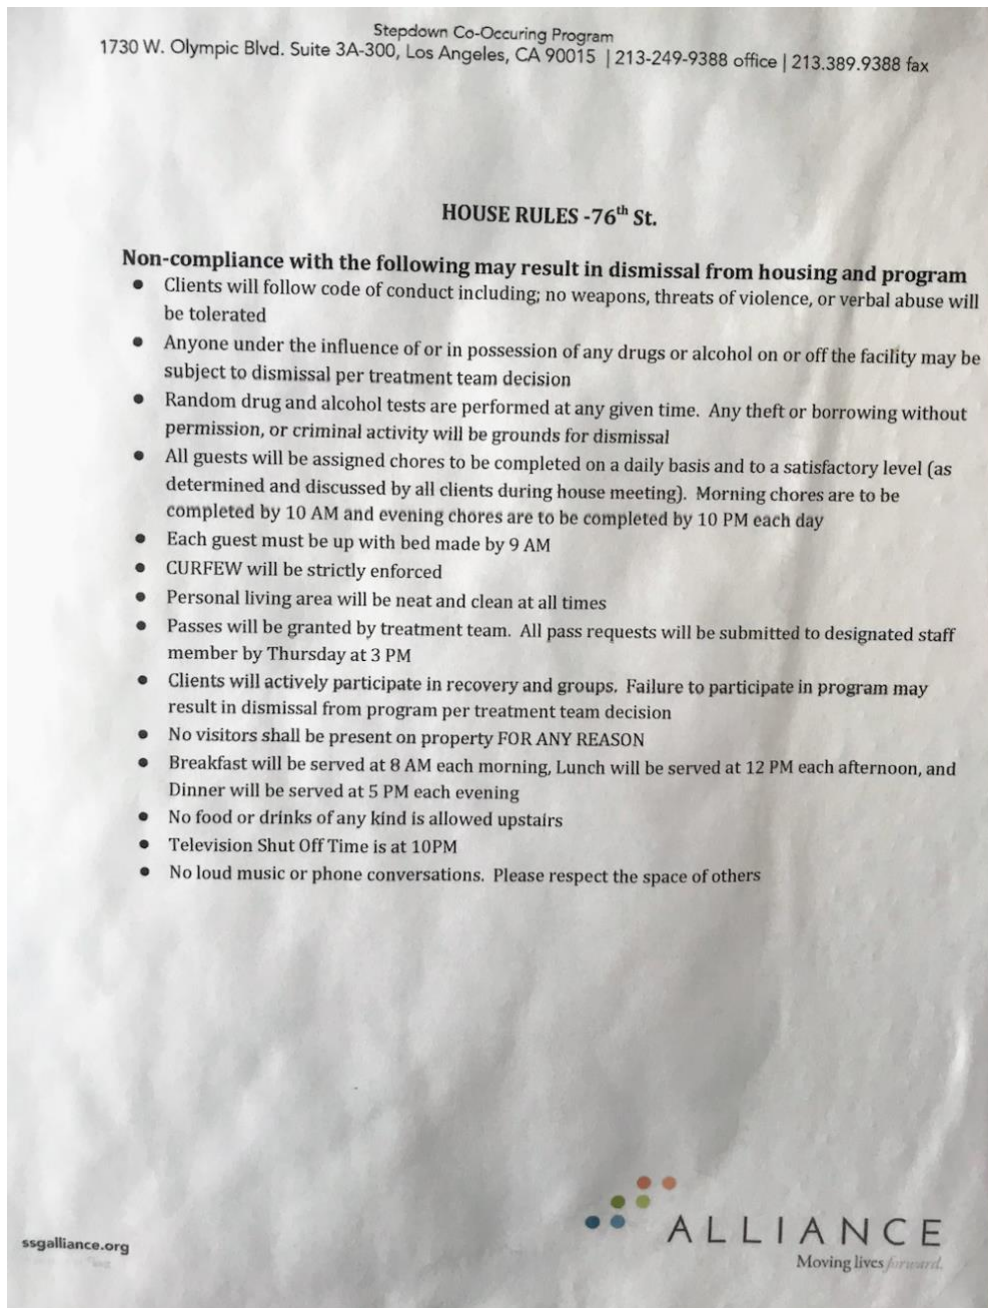 Stepdown Co-Occuring Program
1730 W. Olympic Blvd. Suite 3A-300, Los Angeles, CA 90015 | 213-249-9388 office | 213.389.9388 fax
HOUSE RULES -76th St.
Non-compliance with the following may result in dismissal from housing and program
• Clients will follow code of conduct including; no weapons, threats of violence, or verbal abuse will
be tolerated
• Anyone under the influence of or in possession of any drugs or alcohol on or off the facility may be
subject to dismissal per treatment team decision
• Random drug and alcohol tests are performed at any given time. Any theft or borrowing without
permission, or criminal activity will be grounds for dismissal
• All guests will be assigned chores to be completed on a daily basis and to a satisfactory level (as
determined and discussed by all clients during house meeting). Morning chores are to be
completed by 10 AM and evening chores are to be completed by 10 PM each day
• Each guest must be up with bed made by 9 AM
• CURFEW will be strictly enforced
• Personal living area will be neat and clean at all times
• Passes will be granted by treatment team. All pass requests will be submitted to designated staff
member by Thursday at 3 PM
• Clients will actively participate in recovery and groups. Failure to participate in program may
result in dismissal from program per treatment team decision
• No visitors shall be present on property FOR ANY REASON
• Breakfast will be served at 8 AM each morning, Lunch will be served at 12 PM each afternoon, and
Dinner will be served at 5 PM each evening
• No food or drinks of any kind is allowed upstairs
• Television Shut Off Time is at 10PM
• No loud music or phone conversations. Please respect the space of others
ssgalliance.org
ALLIANCE
Moving lives forward.